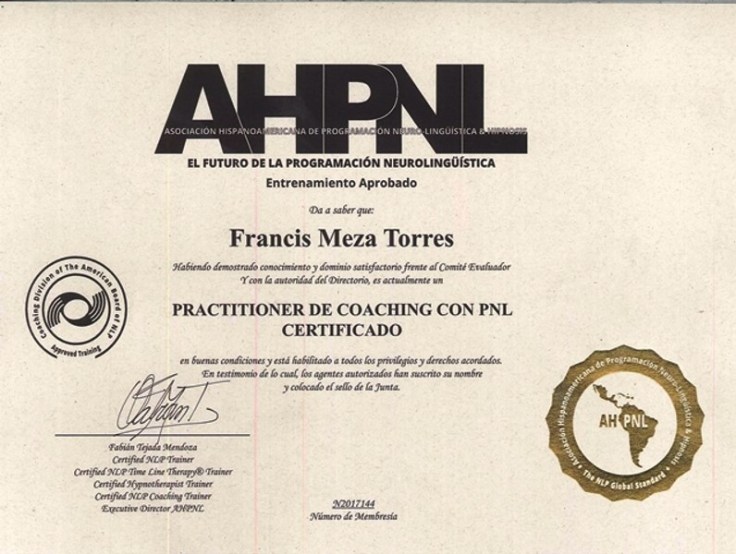 AHPNL
ASOCIACIÓN HISPANOAMERICANA DE PROGRAMACIÓN NEURO-LINGÜÍSTICA & HIPNOSIS
EL FUTURO DE LA PROGRAMACIÓN NEUROLINGÜÍSTICA
Entrenamiento Aprobado
Da a saber que:
Francis Meza Torres
Habiendo demostrado conocimiento y dominio satisfactorio frente al Comité Evaluador
Y con la autoridad del Directorio, es actualmente un
PRACTITIONER DE COACHING CON PNL
CERTIFICADO
en buenas condiciones y está habilitado a todos los privilegios y derechos acordados.
En testimonio de lo cual, los agentes autorizados han suscrito su nombre
y colocado el sello de la Junta.
Coaching Division of The American Board of NLP
Approved Training
Fabián Tejada Mendoza
Certified NLP Trainer
Certified NLP Time Line Therapy® Trainer
Certified Hypnotherapist Trainer
Certified NLP Coaching Trainer
Executive Director AHPNL
N2017144
Número de Membresía
Asociación Hispanoamericana de Programación Neuro-Lingüística & Hipnosis
AHPNL
The NLP Global Standard